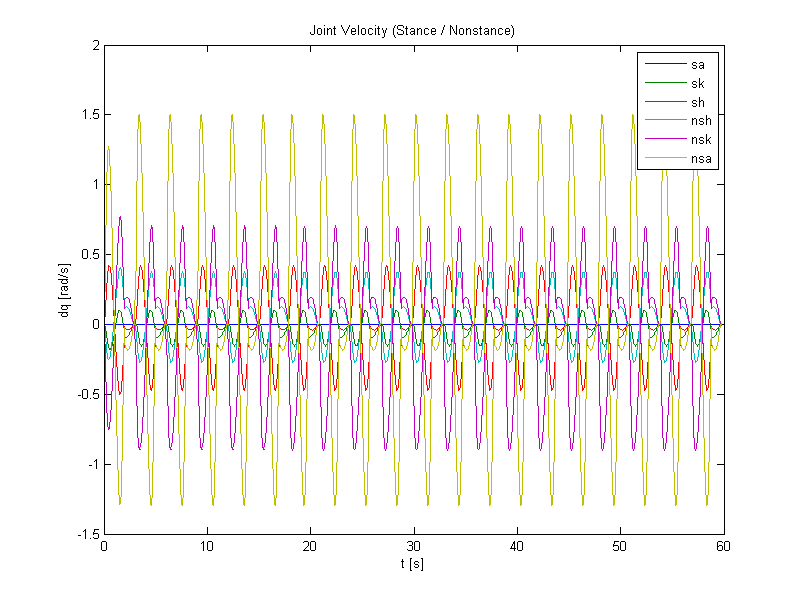 Joint Velocity (Stance / Nonstance)
2
1.5
1
0.5
0
-0.5
-1
-1.5
dq [rad/s]
sa
sk
sh
nsh
nsk
nsa
0 10 20 30 40 50 60
t [s]